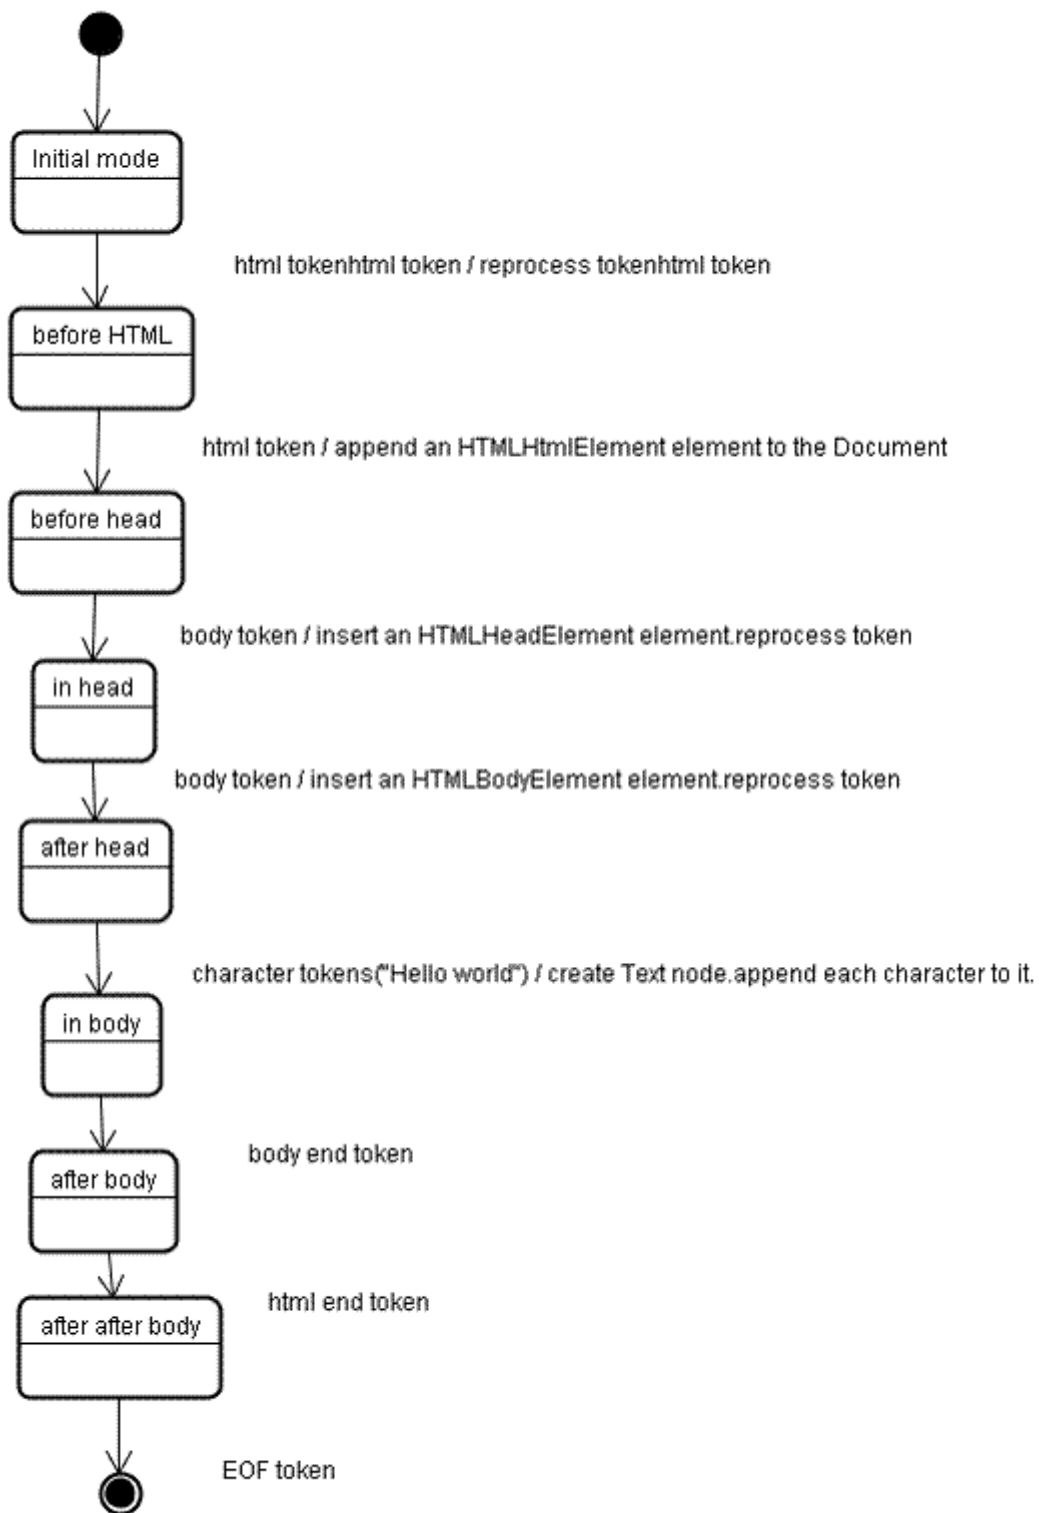 Initial mode
html tokenhtml token / reprocess tokenhtml token
before HTML
html token / append an HTMLHtmlElement element to the Document
before head
body token / insert an HTMLHeadElement element.reprocess token
in head
body token / insert an HTMLBodyElement element.reprocess token
after head
character tokens("Hello world") / create Text node.append each character to it.
in body
body end token
after body
html end token
after after body
EOF token